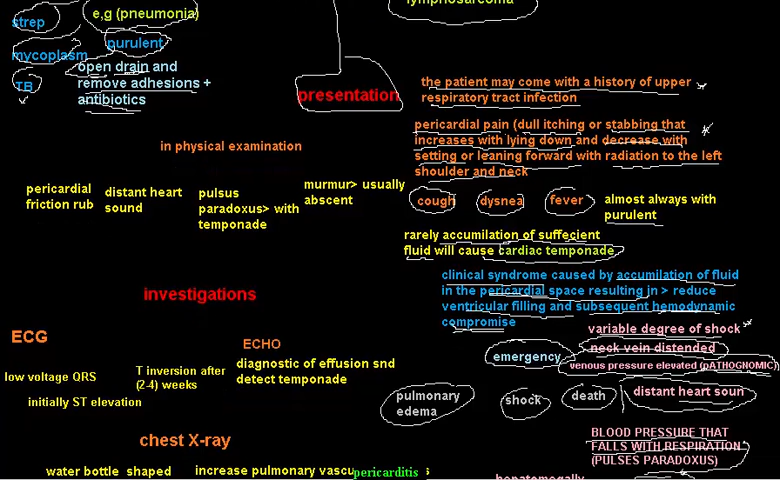 lymphosarcoma
e,g (pneumonia)
strep
purulent
mycoplasm
open drain and
remove adhesions +
antibiotics
TB
presentation
the patient may come with a history of upper
respiratory tract infection
pericardial pain (dull itching or stabbing that
increases with lying down and decrease with
setting or leaning forward with radiation to the left
shoulder and neck
in physical examination
pericardial
friction rub
distant heart
sound
pulsus
paradoxus> with
temponade
murmur> usually
abscent
cough
dysnea
fever
almost always with
purulent
rarely accumilation of suffecient
fluid will cause cardiac temponade
clinical syndrome caused by accumilation of fluid
in the pericardial space resulting in > reduce
ventricular filling and subsequent hemodynamic
compromise
investigations
variable degree of shock
neck vein distended
venous pressure elevated (pATHOGNOMIC)
emergency
ECG
ECHO
diagnostic of effusion snd
detect temponade
low voltage QRS
T inversion after
(2-4) weeks
initially ST elevation
pulmonary
edema
shock
death
distant heart soun
chest X-ray
BLOOD PRESSURE THAT
FALLS WITH RESPIRATION
(PULSES PARADOXUS)
water bottle shaped
increase pulmonary vascu
pericarditis
s
hepatomegally